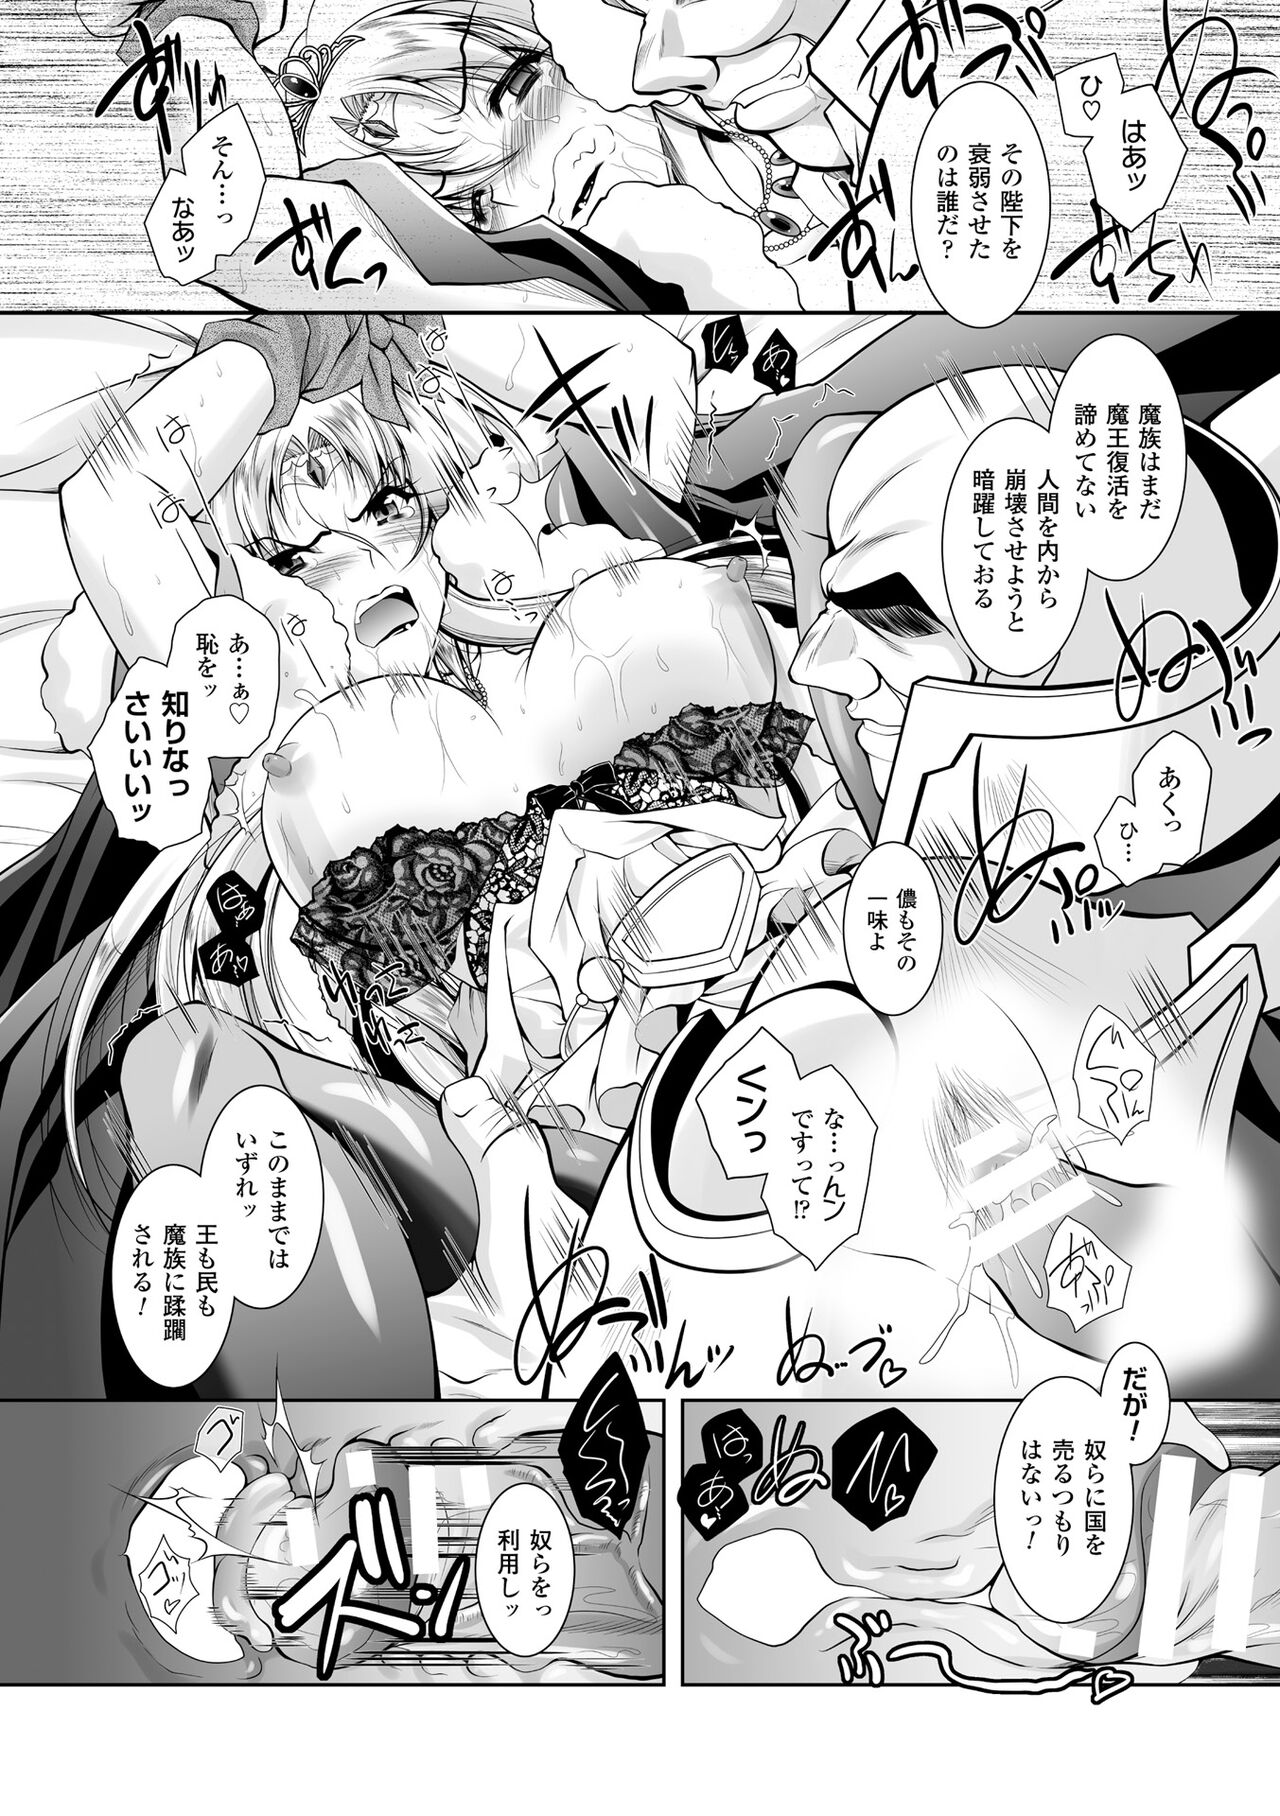 はあッ
ひ♡
その陛下を
衰弱させた
のは誰だ？
そん…っ
なあッ
魔族はまだ
魔王復活を
諦めてない
人間を内から
崩壊させようと
暗躍しておる
あ…ぁ♡
恥をッ
知りなっ
さいぃいッ
あくっ
ひ…
儂もその
一味よ
な…っんン
ですって!?
くンっ
このままでは
いずれッ
王も民も
魔族に蹂躙
される！
だが！
奴らに国を
売るつもり
はないっ！
奴らをっ
利用しッ